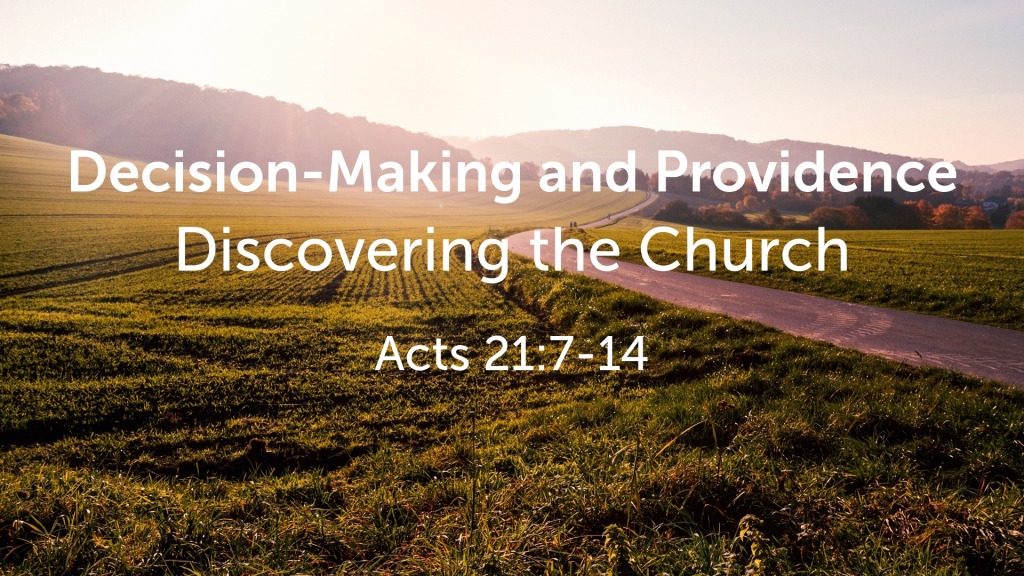 Decision-Making and Providence
Discovering the Church
Acts 21:7-14